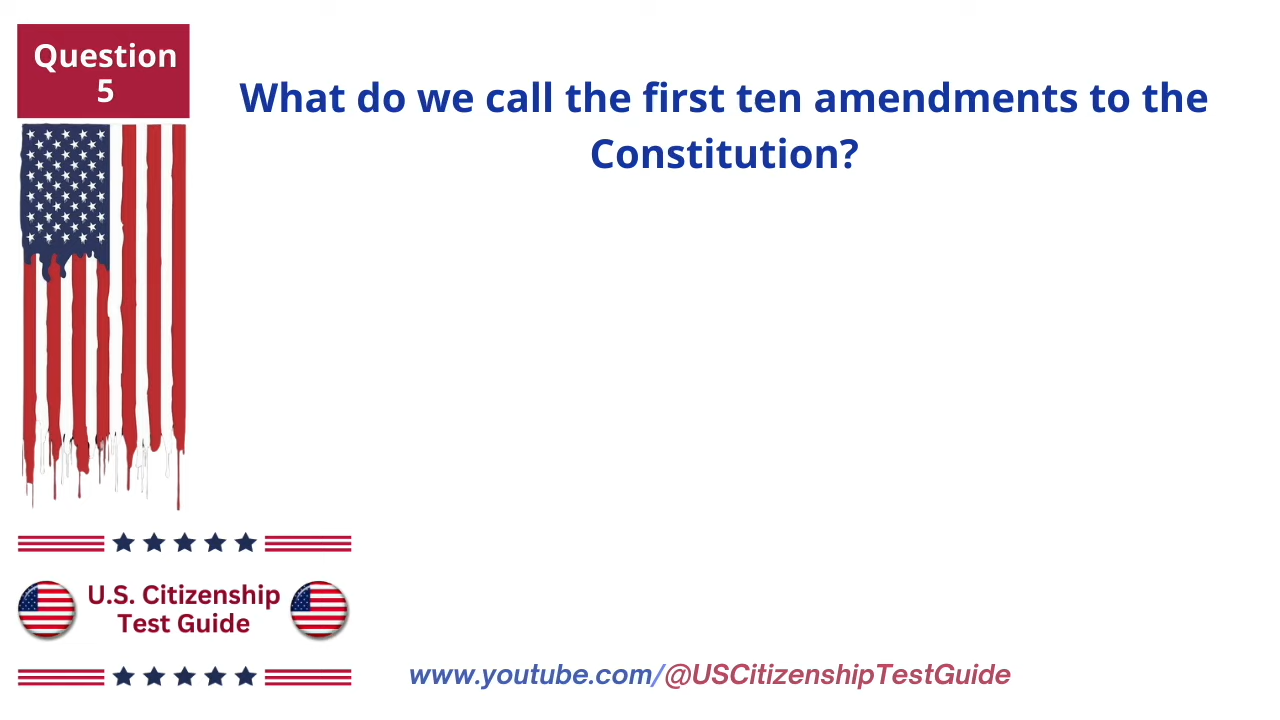 Question
5
What do we call the first ten amendments to the
Constitution?
U.S. Citizenship
Test Guide
www.youtube.com/@USCitizenshipTestGuide